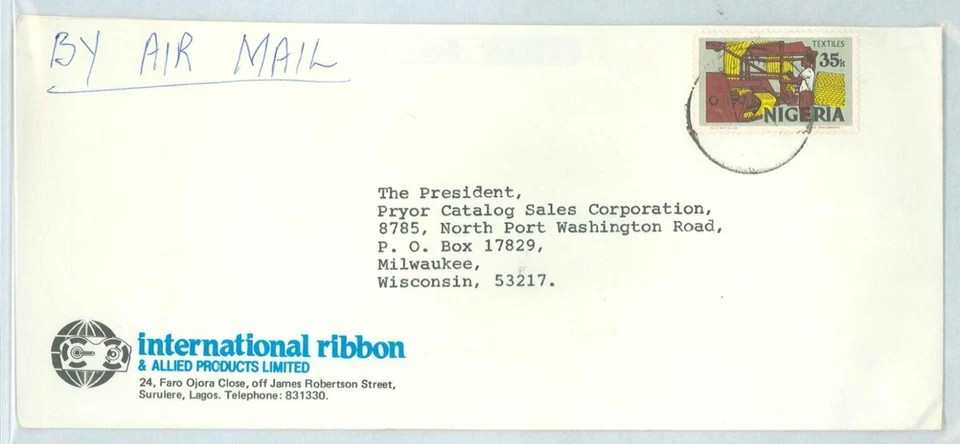 BY AIR MAIL
TEXTILES
35k
NIGERIA
The President,
Pryor Catalog Sales Corporation,
8785, North Port Washington Road,
P. O. Box 17829,
Milwaukee,
Wisconsin, 53217.
international ribbon
& ALLIED PRODUCTS LIMITED
24, Faro Ojora Close, off James Robertson Street,
Surulere, Lagos. Telephone: 831330.